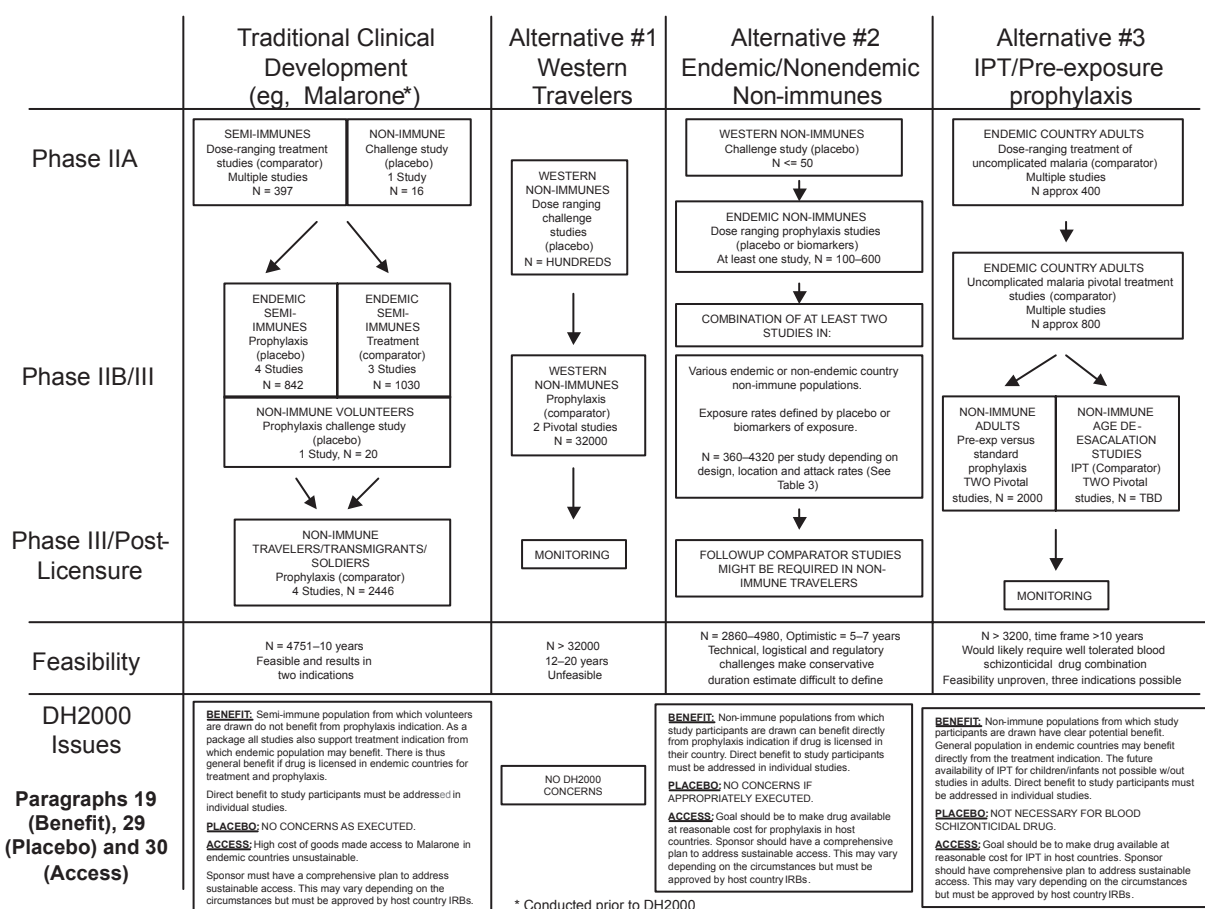 Traditional Clinical
Development
(eg, Malarone*)
Alternative #1
Western
Travelers
Alternative #2
Endemic/Nonendemic
Non-immunes
Alternative #3
IPT/Pre-exposure
prophylaxis
Phase IIA
SEMI-IMMUNES
Dose-ranging treatment
studies (comparator)
Multiple studies
N = 397
NON-IMMUNE
Challenge study
(placebo)
1 Study
N = 16
WESTERN
NON-IMMUNES
Dose ranging
challenge
studies
(placebo)
N = HUNDREDS
WESTERN NON-IMMUNES
Challenge study (placebo)
N <= 50
ENDEMIC NON-IMMUNES
Dose ranging prophylaxis studies
(placebo or biomarkers)
At least one study, N = 100–600
ENDEMIC COUNTRY ADULTS
Dose-ranging treatment of
uncomplicated malaria (comparator)
Multiple studies
N approx 400
Phase IIB/III
ENDEMIC
SEMI-
IMMUNES
Prophylaxis
(placebo)
4 Studies
N = 842
ENDEMIC
SEMI-
IMMUNES
Treatment
(comparator)
3 Studies
N = 1030
NON-IMMUNE VOLUNTEERS
Prophylaxis challenge study
(placebo)
1 Study, N = 20
WESTERN
NON-IMMUNES
Prophylaxis
(comparator)
2 Pivotal studies
N = 32000
COMBINATION OF AT LEAST TWO
STUDIES IN:
Various endemic or non-endemic country
non-immune populations.
Exposure rates defined by placebo or
biomarkers of exposure.
N = 360–4320 per study depending on
design, location and attack rates (See
Table 3)
ENDEMIC COUNTRY ADULTS
Uncomplicated malaria pivotal treatment
studies (comparator)
Multiple studies
N approx 800
NON-IMMUNE
ADULTS
Pre-exp versus
standard
prophylaxis
TWO Pivotal
studies, N = 2000
NON-IMMUNE
AGE DE-
ESACALATION
STUDIES
IPT (Comparator)
TWO Pivotal
studies, N = TBD
Phase III/Post-
Licensure
NON-IMMUNE
TRAVELERS/TRANSMIGRANTS/
SOLDIERS
Prophylaxis (comparator)
4 Studies, N = 2446
MONITORING
FOLLOWUP COMPARATOR STUDIES
MIGHT BE REQUIRED IN NON-
IMMUNE TRAVELERS
MONITORING
Feasibility
N = 4751–10 years
Feasible and results in
two indications
N > 32000
12–20 years
Unfeasible
N = 2860–4980, Optimistic = 5–7 years
Technical, logistical and regulatory
challenges make conservative
duration estimate difficult to define
N > 3200, time frame >10 years
Would likely require well tolerated blood
schizonticidal drug combination
Feasibility unproven, three indications possible
DH2000
Issues
Paragraphs 19
(Benefit), 29
(Placebo) and 30
(Access)
BENEFIT: Semi-immune population from which volunteers
are drawn do not benefit from prophylaxis indication. As a
package all studies also support treatment indication from
which endemic population may benefit. There is thus
general benefit if drug is licensed in endemic countries for
treatment and prophylaxis.
Direct benefit to study participants must be addressed in
individual studies.
PLACEBO: NO CONCERNS AS EXECUTED.
ACCESS: High cost of goods made access to Malarone in
endemic countries unsustainable.
Sponsor must have a comprehensive plan to address
sustainable access. This may vary depending on the
circumstances but must be approved by host country IRBs.
NO DH2000
CONCERNS
BENEFIT: Non-immune populations from which
study participants are drawn can benefit directly
from prophylaxis indication if drug is licensed in
their country. Direct benefit to study participants
must be addressed in individual studies.
PLACEBO: NO CONCERNS IF
APPROPRIATELY EXECUTED.
ACCESS: Goal should be to make drug available
at reasonable cost for prophylaxis in host
countries. Sponsor should have a comprehensive
plan to address sustainable access. This may vary
depending on the circumstances but must be
approved by host country IRBs.
BENEFIT: Non-immune populations from which study
participants are drawn have clear potential benefit.
General population in endemic countries may benefit
directly from the treatment indication. The future
availability of IPT for children/infants not possible w/out
studies in adults. Direct benefit to study participants must
be addressed in individual studies.
PLACEBO: NOT NECESSARY FOR BLOOD
SCHIZONTICIDAL DRUG.
ACCESS: Goal should be to make drug available at
reasonable cost for IPT in host countries. Sponsor
should have comprehensive plan to address sustainable
access. This may vary depending on the circumstances
but must be approved by host country IRBs.
* Conducted prior to DH2000